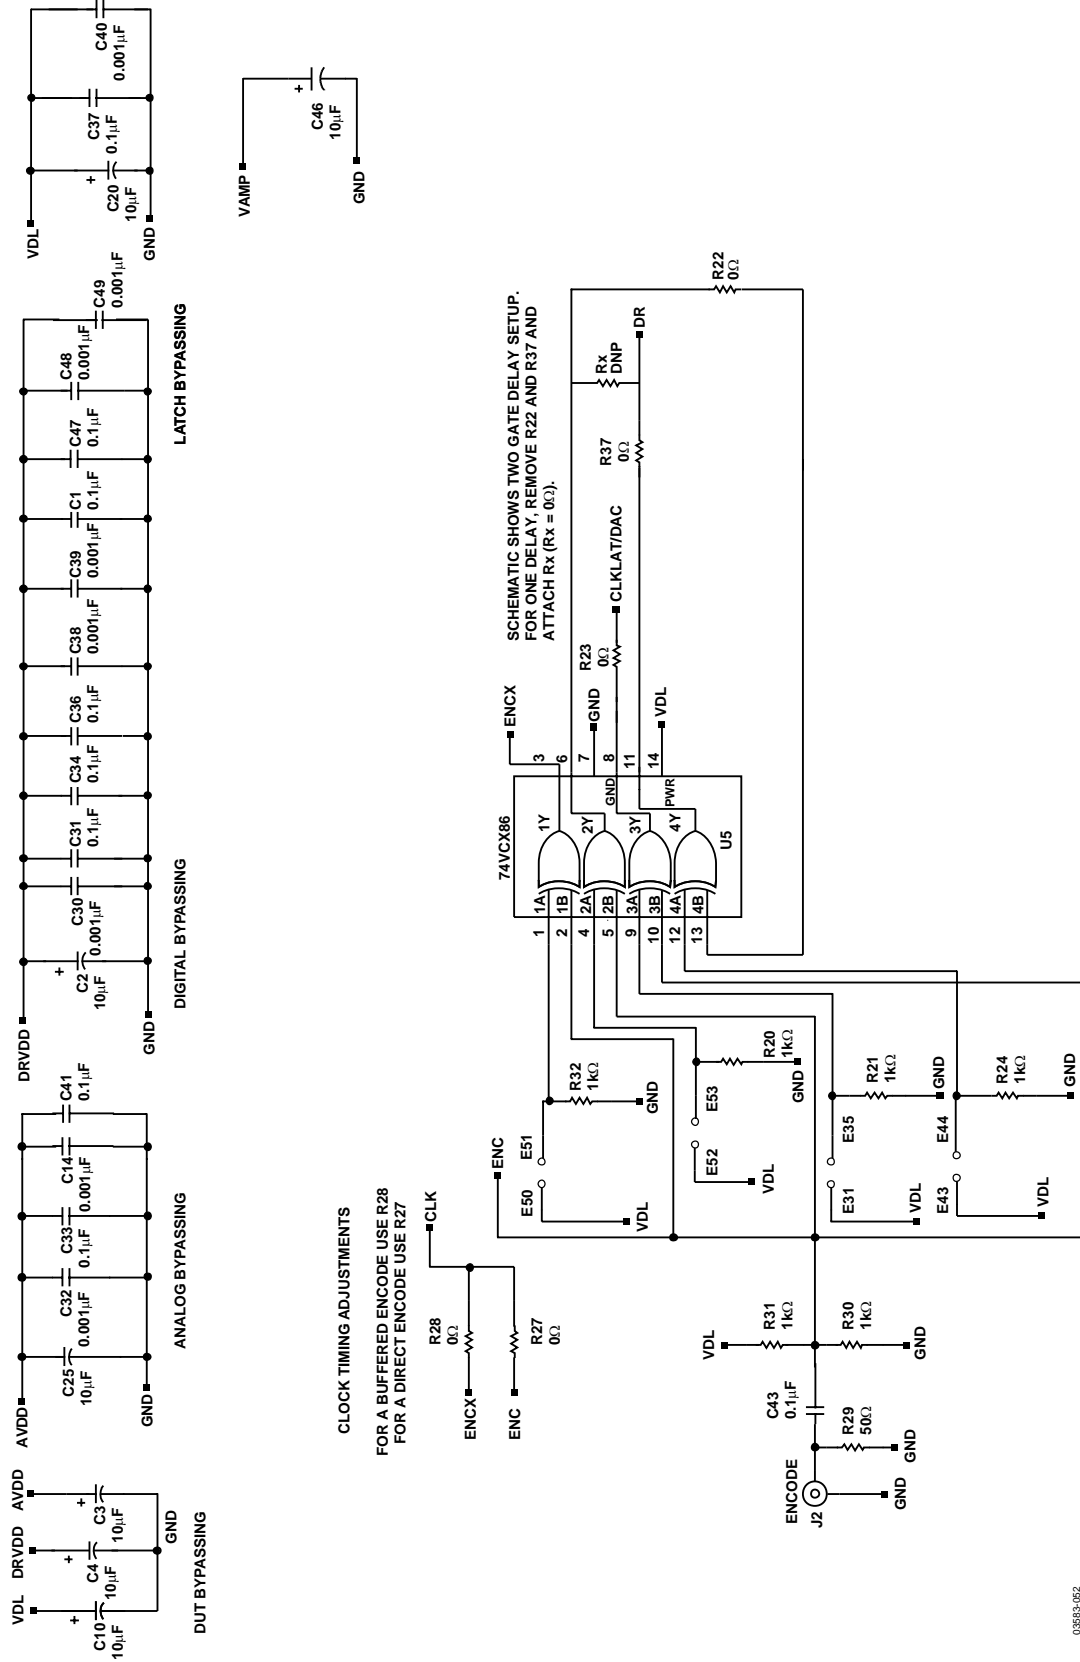 VDL
C40
0.001µF
C37
0.1µF
+
C20
10µF
GND
VAMP
+
C46
10µF
GND
LATCH BYPASSING
DRVDD
+
C2
10µF
C30
0.001µF
C31
0.1µF
C34
0.1µF
C36
0.1µF
C38
0.001µF
C39
0.001µF
C1
0.1µF
C47
0.1µF
C48
0.001µF
C49
0.001µF
GND
DIGITAL BYPASSING
AVDD
C25
10µF
C32
0.001µF
C33
0.1µF
C14
0.001µF
C41
0.1µF
GND
ANALOG BYPASSING
VDL
DRVDD
AVDD
+
C10
10µF
+
C4
10µF
+
C3
10µF
GND
DUT BYPASSING
CLOCK TIMING ADJUSTMENTS
FOR A BUFFERED ENCODE USE R28
FOR A DIRECT ENCODE USE R27
CLK
R28
0Ω
R27
0Ω
ENCX
ENC
SCHEMATIC SHOWS TWO GATE DELAY SETUP.
FOR ONE DELAY, REMOVE R22 AND R37 AND
ATTACH Rx (Rx = 0Ω).
R22
0Ω
Rx
DNP
DR
R37
0Ω
CLKLAT/DAC
R23
0Ω
ENCX
GND
VDL
74VCX86
U5
3
6
7
8
11
14
GND
PWR
1Y
2Y
3Y
4Y
1A
1B
2A
2B
3A
3B
4A
4B
1
2
4
5
9
10
12
13
ENC
E50
E51
R32
1kΩ
GND
VDL
E52
E53
R20
1kΩ
GND
VDL
E31
E35
R21
1kΩ
GND
VDL
E43
E44
R24
1kΩ
GND
VDL
VDL
R31
1kΩ
R30
1kΩ
GND
C43
0.1µF
R29
50Ω
GND
ENCODE
J2
GND
03583-052